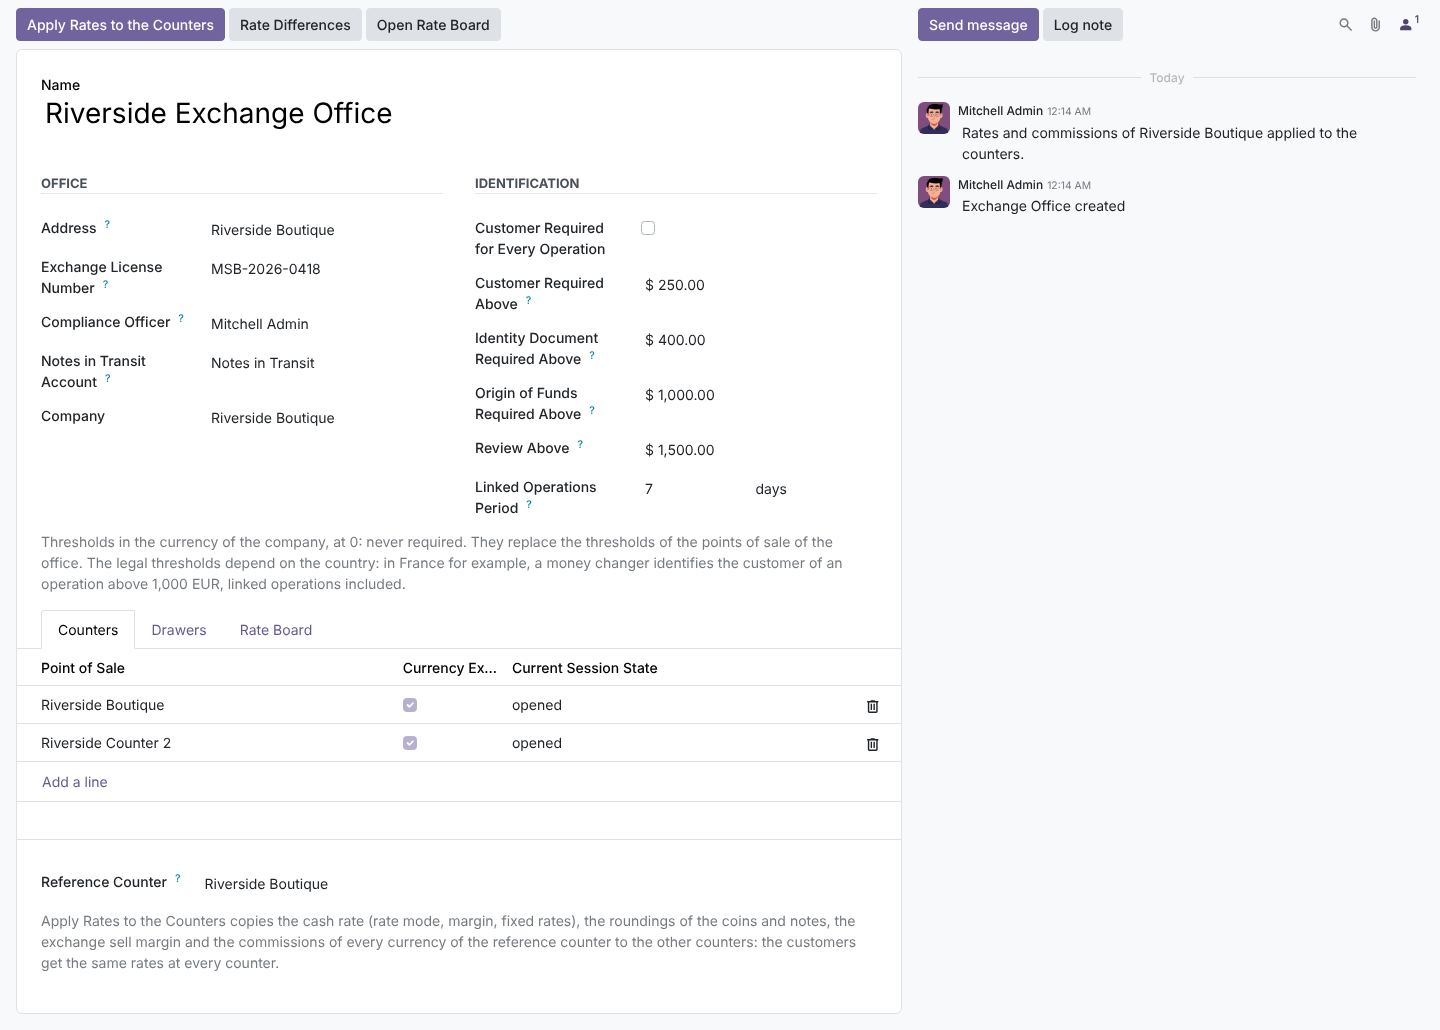 Apply Rates to the Counters
Rate Differences
Open Rate Board
Send message
Log note
1
Name
Riverside Exchange Office
OFFICE
Address ?
Riverside Boutique
Exchange License
Number ?
MSB-2026-0418
Compliance Officer ?
Mitchell Admin
Notes in Transit
Account ?
Notes in Transit
Company
Riverside Boutique
IDENTIFICATION
Customer Required
for Every Operation
Customer Required
Above ?
$ 250.00
Identity Document
Required Above ?
$ 400.00
Origin of Funds
Required Above ?
$ 1,000.00
Review Above ?
$ 1,500.00
Linked Operations
Period ?
7 days
Thresholds in the currency of the company, at 0: never required. They replace the thresholds of the points of sale of the
office. The legal thresholds depend on the country: in France for example, a money changer identifies the customer of an
operation above 1,000 EUR, linked operations included.
Counters
Drawers
Rate Board
Point of Sale
Currency Ex...
Current Session State
Riverside Boutique
opened
Riverside Counter 2
opened
Add a line
Reference Counter ?
Riverside Boutique
Apply Rates to the Counters copies the cash rate (rate mode, margin, fixed rates), the roundings of the coins and notes, the
exchange sell margin and the commissions of every currency of the reference counter to the other counters: the customers
get the same rates at every counter.
Today
Mitchell Admin 12:14 AM
Rates and commissions of Riverside Boutique applied to the
counters.
Mitchell Admin 12:14 AM
Exchange Office created